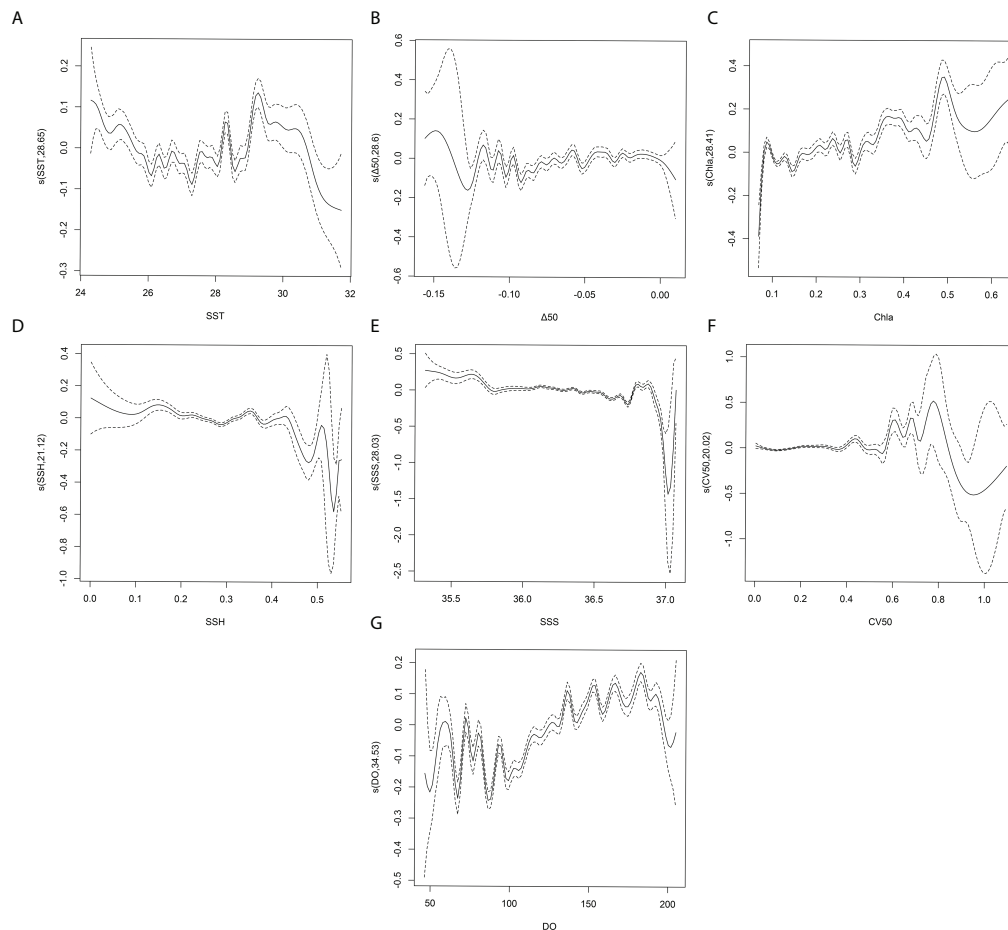 A
s(SST,28.65)
0.2
0.1
0.0
-0.1
-0.2
-0.3
24 26 28 30 32
SST
B
s(Δ50,28.6)
0.6
0.4
0.2
0.0
-0.2
-0.4
-0.6
-0.15 -0.10 -0.05 0.00
Δ50
C
s(Chla,28.41)
0.4
0.2
0.0
-0.2
-0.4
0.1 0.2 0.3 0.4 0.5 0.6
Chla
D
s(SSH,21.12)
0.4
0.2
0.0
-0.2
-0.4
-0.6
-0.8
-1.0
0.0 0.1 0.2 0.3 0.4 0.5
SSH
E
s(SSS,28.03)
0.5
0.0
-0.5
-1.0
-1.5
-2.0
-2.5
35.5 36.0 36.5 37.0
SSS
F
s(CV50,20.02)
1.0
0.5
0.0
-0.5
-1.0
0.0 0.2 0.4 0.6 0.8 1.0
CV50
G
s(DO,34.53)
0.2
0.1
0.0
-0.1
-0.2
-0.3
-0.4
-0.5
50 100 150 200
DO